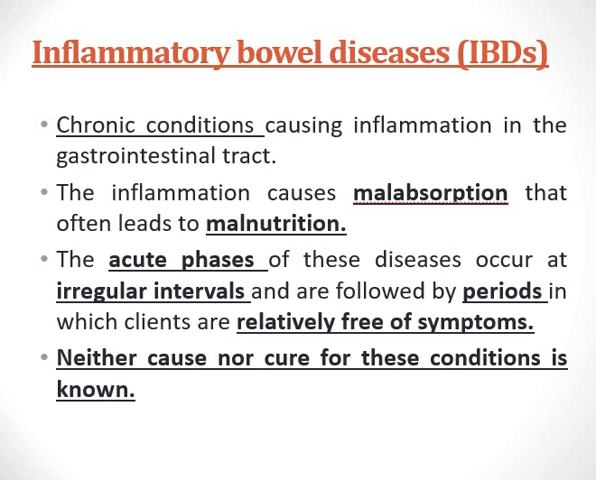 Inflammatory bowel diseases (IBDs)
• Chronic conditions causing inflammation in the
gastrointestinal tract.
• The inflammation causes malabsorption that
often leads to malnutrition.
• The acute phases of these diseases occur at
irregular intervals and are followed by periods in
which clients are relatively free of symptoms.
• Neither cause nor cure for these conditions is
known.